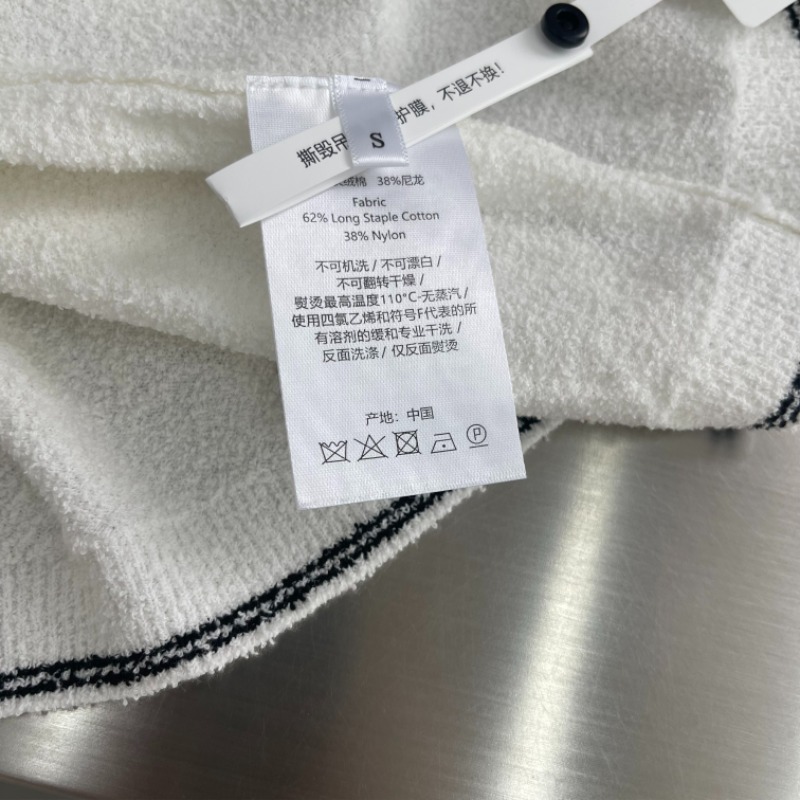 撕毁吊 护膜，不退不换！
S
绒棉 38%尼龙
Fabric
62% Long Staple Cotton
38% Nylon
不可机洗 / 不可漂白 /
不可翻转干燥 /
熨烫最高温度110°C-无蒸汽 /
使用四氯乙烯和符号F代表的所
有溶剂的缓和专业干洗 /
反面洗涤 / 仅反面熨烫
产地：中国
P